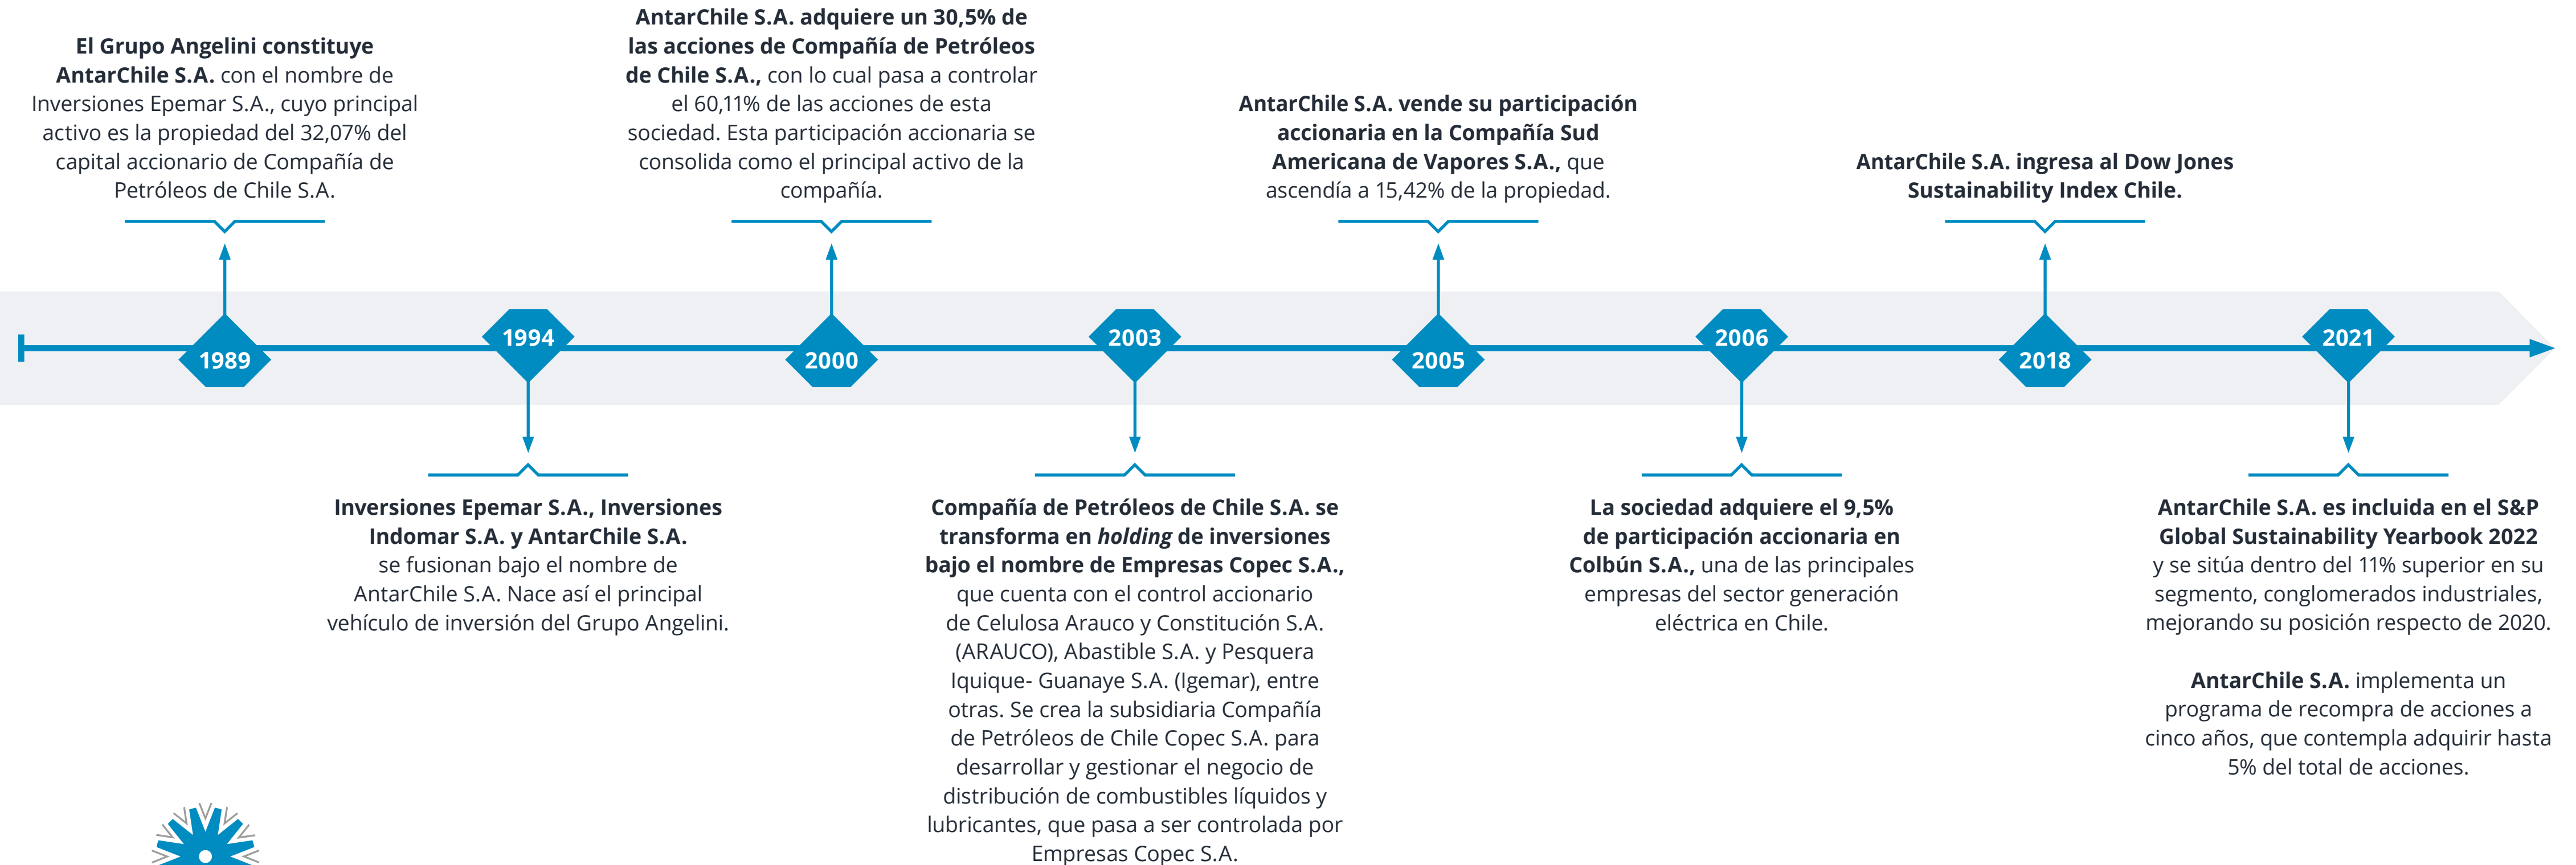 El Grupo Angelini constituye
AntarChile S.A. con el nombre de
Inversiones Epemar S.A., cuyo principal
activo es la propiedad del 32,07% del
capital accionario de Compañía de
Petróleos de Chile S.A.
AntarChile S.A. adquiere un 30,5% de
las acciones de Compañía de Petróleos
de Chile S.A., con lo cual pasa a controlar
el 60,11% de las acciones de esta
sociedad. Esta participación accionaria se
consolida como el principal activo de la
compañía.
AntarChile S.A. vende su participación
accionaria en la Compañía Sud
Americana de Vapores S.A., que
ascendía a 15,42% de la propiedad.
AntarChile S.A. ingresa al Dow Jones
Sustainability Index Chile.
1989
1994
2000
2003
2005
2006
2018
2021
Inversiones Epemar S.A., Inversiones
Indomar S.A. y AntarChile S.A.
se fusionan bajo el nombre de
AntarChile S.A. Nace así el principal
vehículo de inversión del Grupo Angelini.
Compañía de Petróleos de Chile S.A. se
transforma en holding de inversiones
bajo el nombre de Empresas Copec S.A.,
que cuenta con el control accionario
de Celulosa Arauco y Constitución S.A.
(ARAUCO), Abastible S.A. y Pesquera
Iquique- Guanaye S.A. (Igemar), entre
otras. Se crea la subsidiaria Compañía
de Petróleos de Chile Copec S.A. para
desarrollar y gestionar el negocio de
distribución de combustibles líquidos y
lubricantes, que pasa a ser controlada por
Empresas Copec S.A.
La sociedad adquiere el 9,5%
de participación accionaria en
Colbún S.A., una de las principales
empresas del sector generación
eléctrica en Chile.
AntarChile S.A. es incluida en el S&P
Global Sustainability Yearbook 2022
y se sitúa dentro del 11% superior en su
segmento, conglomerados industriales,
mejorando su posición respecto de 2020.
AntarChile S.A. implementa un
programa de recompra de acciones a
cinco años, que contempla adquirir hasta
5% del total de acciones.